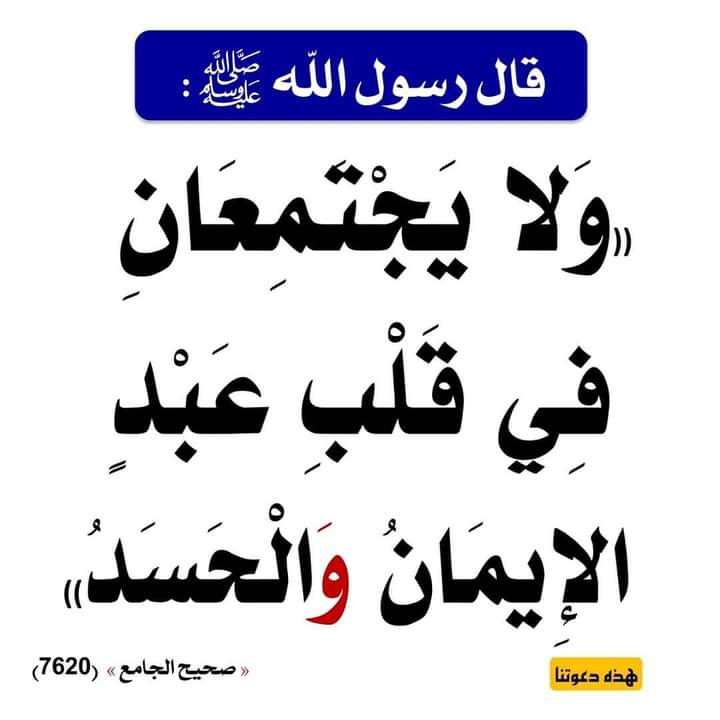 قال رسول الله ﷺ :
((وَلا يَجْتَمِعَانِ
فِي قَلْبِ عَبْدٍ
الإِيمَانُ وَالْحَسَدُ))
« صحيح الجامع » (7620)
هذه دعوتنا